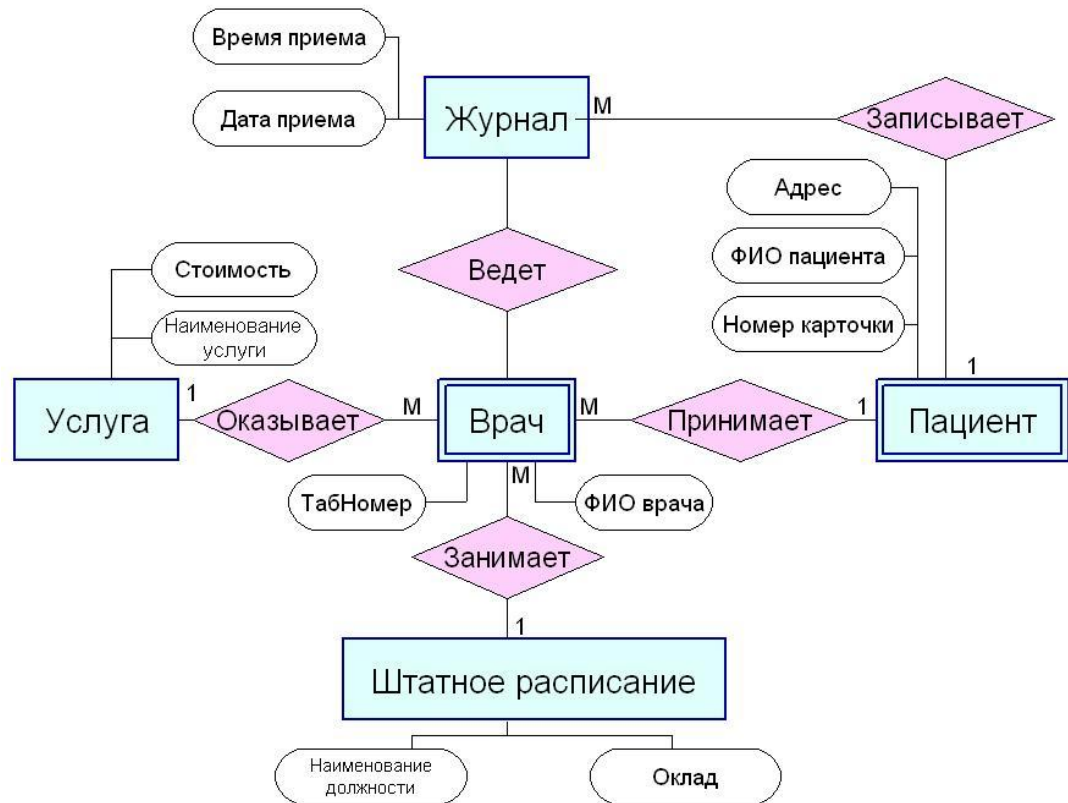 Время приема
Дата приема
Журнал
М
Записывает
Адрес
ФИО пациента
Номер карточки
Ведет
Стоимость
Наименование
услуги
Услуга
1
Оказывает
М
Врач
М
Принимает
1
1
Пациент
ТабНомер
М
ФИО врача
Занимает
1
Штатное расписание
Наименование
должности
Оклад